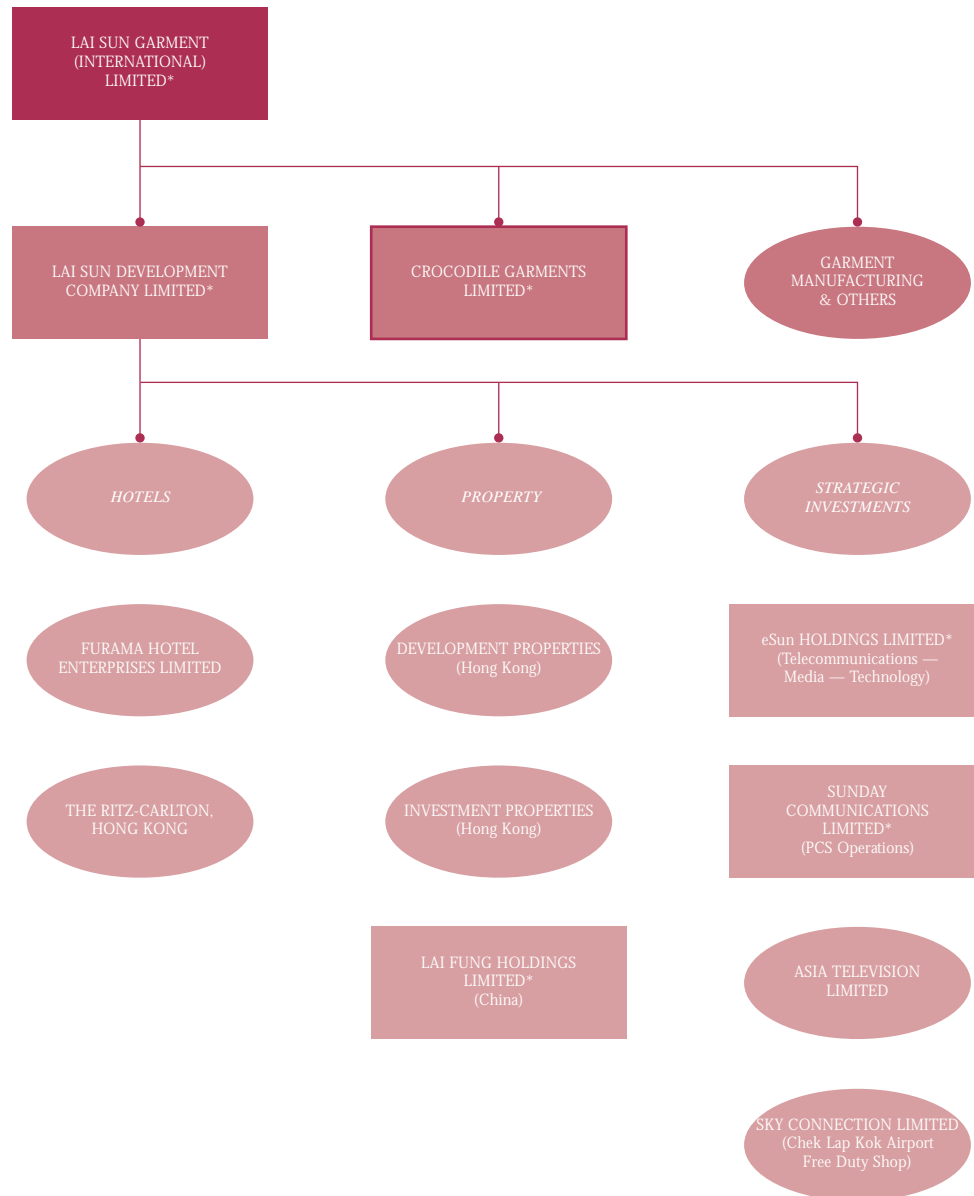 LAI SUN GARMENT
(INTERNATIONAL)
LIMITED*
LAI SUN DEVELOPMENT
COMPANY LIMITED*
CROCODILE GARMENTS
LIMITED*
GARMENT
MANUFACTURING
& OTHERS
HOTELS
PROPERTY
STRATEGIC
INVESTMENTS
FURAMA HOTEL
ENTERPRISES LIMITED
DEVELOPMENT PROPERTIES
(Hong Kong)
eSun HOLDINGS LIMITED*
(Telecommunications —
Media — Technology)
THE RITZ-CARLTON,
HONG KONG
INVESTMENT PROPERTIES
(Hong Kong)
SUNDAY
COMMUNICATIONS
LIMITED*
(PCS Operations)
LAI FUNG HOLDINGS
LIMITED*
(China)
ASIA TELEVISION
LIMITED
SKY CONNECTION LIMITED
(Chek Lap Kok Airport
Free Duty Shop)